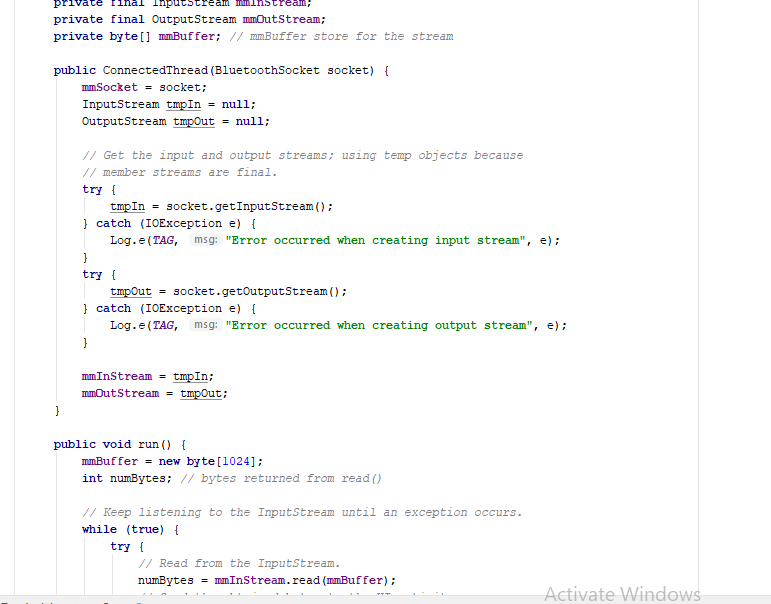 private final InputStream mmInStream;
private final OutputStream mmOutStream;
private byte[] mmBuffer; // mmBuffer store for the stream
public ConnectedThread(BluetoothSocket socket) {
mmSocket = socket;
InputStream tmpIn = null;
OutputStream tmpOut = null;
// Get the input and output streams; using temp objects because
// member streams are final.
try {
tmpIn = socket.getInputStream();
} catch (IOException e) {
Log.e(TAG, msg: "Error occurred when creating input stream", e);
}
try {
tmpOut = socket.getOutputStream();
} catch (IOException e) {
Log.e(TAG, msg: "Error occurred when creating output stream", e);
}
mmInStream = tmpIn;
mmOutStream = tmpOut;
}
public void run() {
mmBuffer = new byte[1024];
int numBytes; // bytes returned from read()
// Keep listening to the InputStream until an exception occurs.
while (true) {
try {
// Read from the InputStream.
numBytes = mmInStream.read(mmBuffer);
Activate Windows